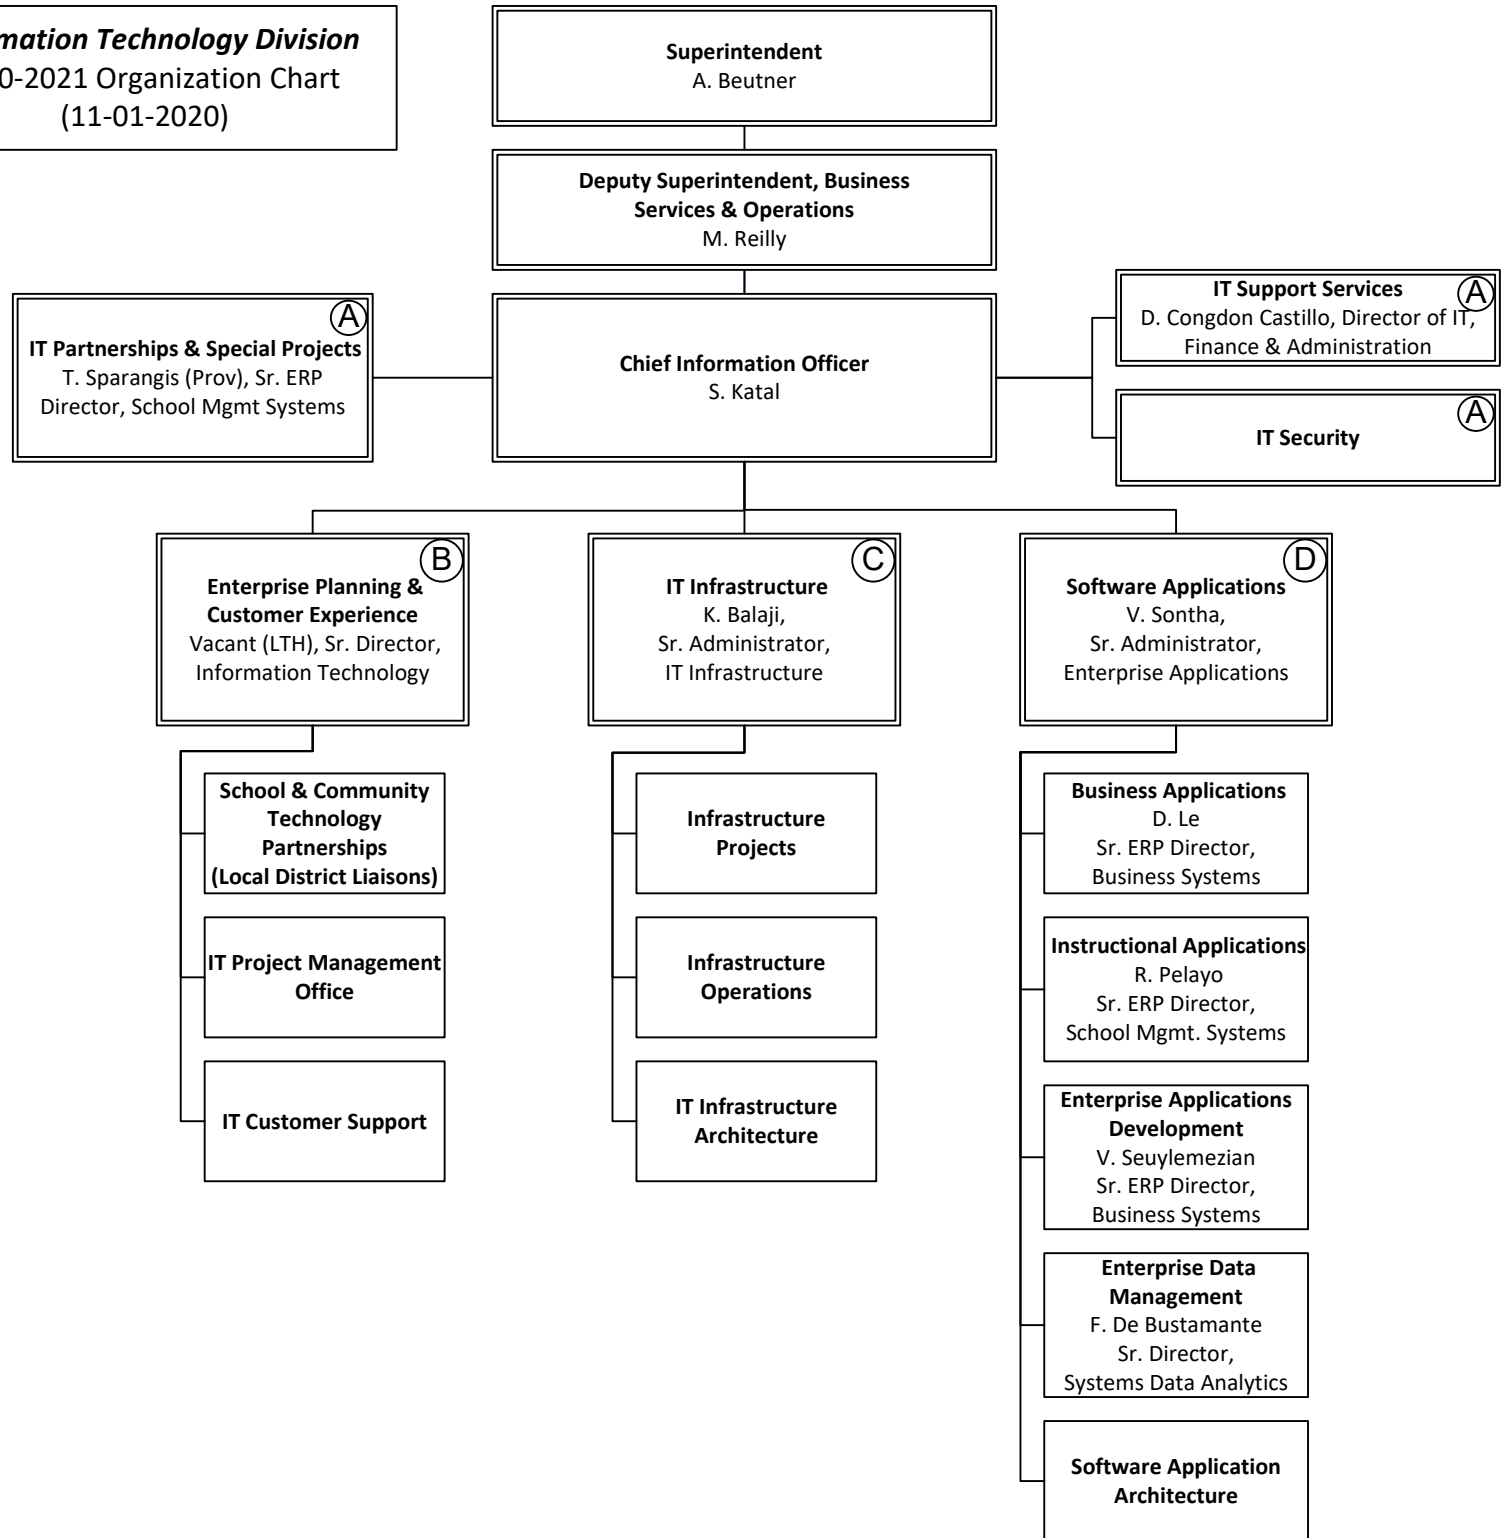 mation Technology Division
0-2021 Organization Chart
(11-01-2020)
Superintendent
A. Beutner
Deputy Superintendent, Business
Services & Operations
M. Reilly
A
IT Partnerships & Special Projects
T. Sparangis (Prov), Sr. ERP
Director, School Mgmt Systems
Chief Information Officer
S. Katal
A
IT Support Services
D. Congdon Castillo, Director of IT,
Finance & Administration
A
IT Security
B
Enterprise Planning &
Customer Experience
Vacant (LTH), Sr. Director,
Information Technology
C
IT Infrastructure
K. Balaji,
Sr. Administrator,
IT Infrastructure
D
Software Applications
V. Sontha,
Sr. Administrator,
Enterprise Applications
School & Community
Technology
Partnerships
(Local District Liaisons)
IT Project Management
Office
IT Customer Support
Infrastructure
Projects
Infrastructure
Operations
IT Infrastructure
Architecture
Business Applications
D. Le
Sr. ERP Director,
Business Systems
Instructional Applications
R. Pelayo
Sr. ERP Director,
School Mgmt. Systems
Enterprise Applications
Development
V. Seuylemezian
Sr. ERP Director,
Business Systems
Enterprise Data
Management
F. De Bustamante
Sr. Director,
Systems Data Analytics
Software Application
Architecture